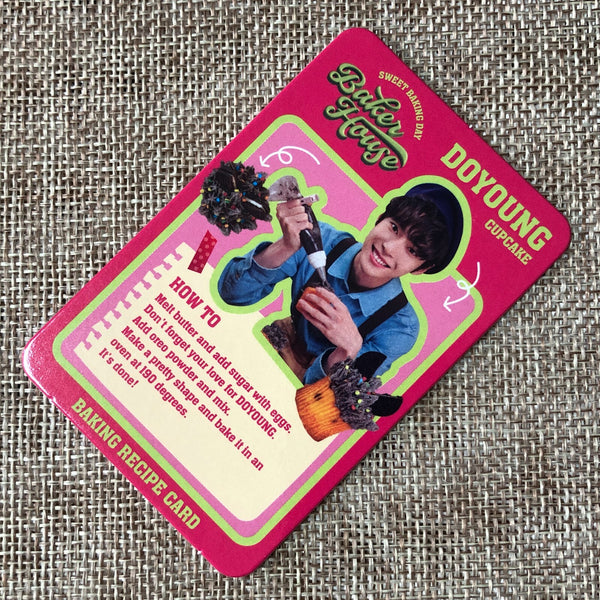 SWEET BAKING DAY
Baker
House
DOYOUNG
CUPCAKE
HOW TO
Melt butter and add sugar with eggs.
Don't forget your love for DOYOUNG.
Add oreo powder and mix.
Make a pretty shape and bake it in an
oven at 190 degrees.
It's done!
BAKING RECIPE CARD